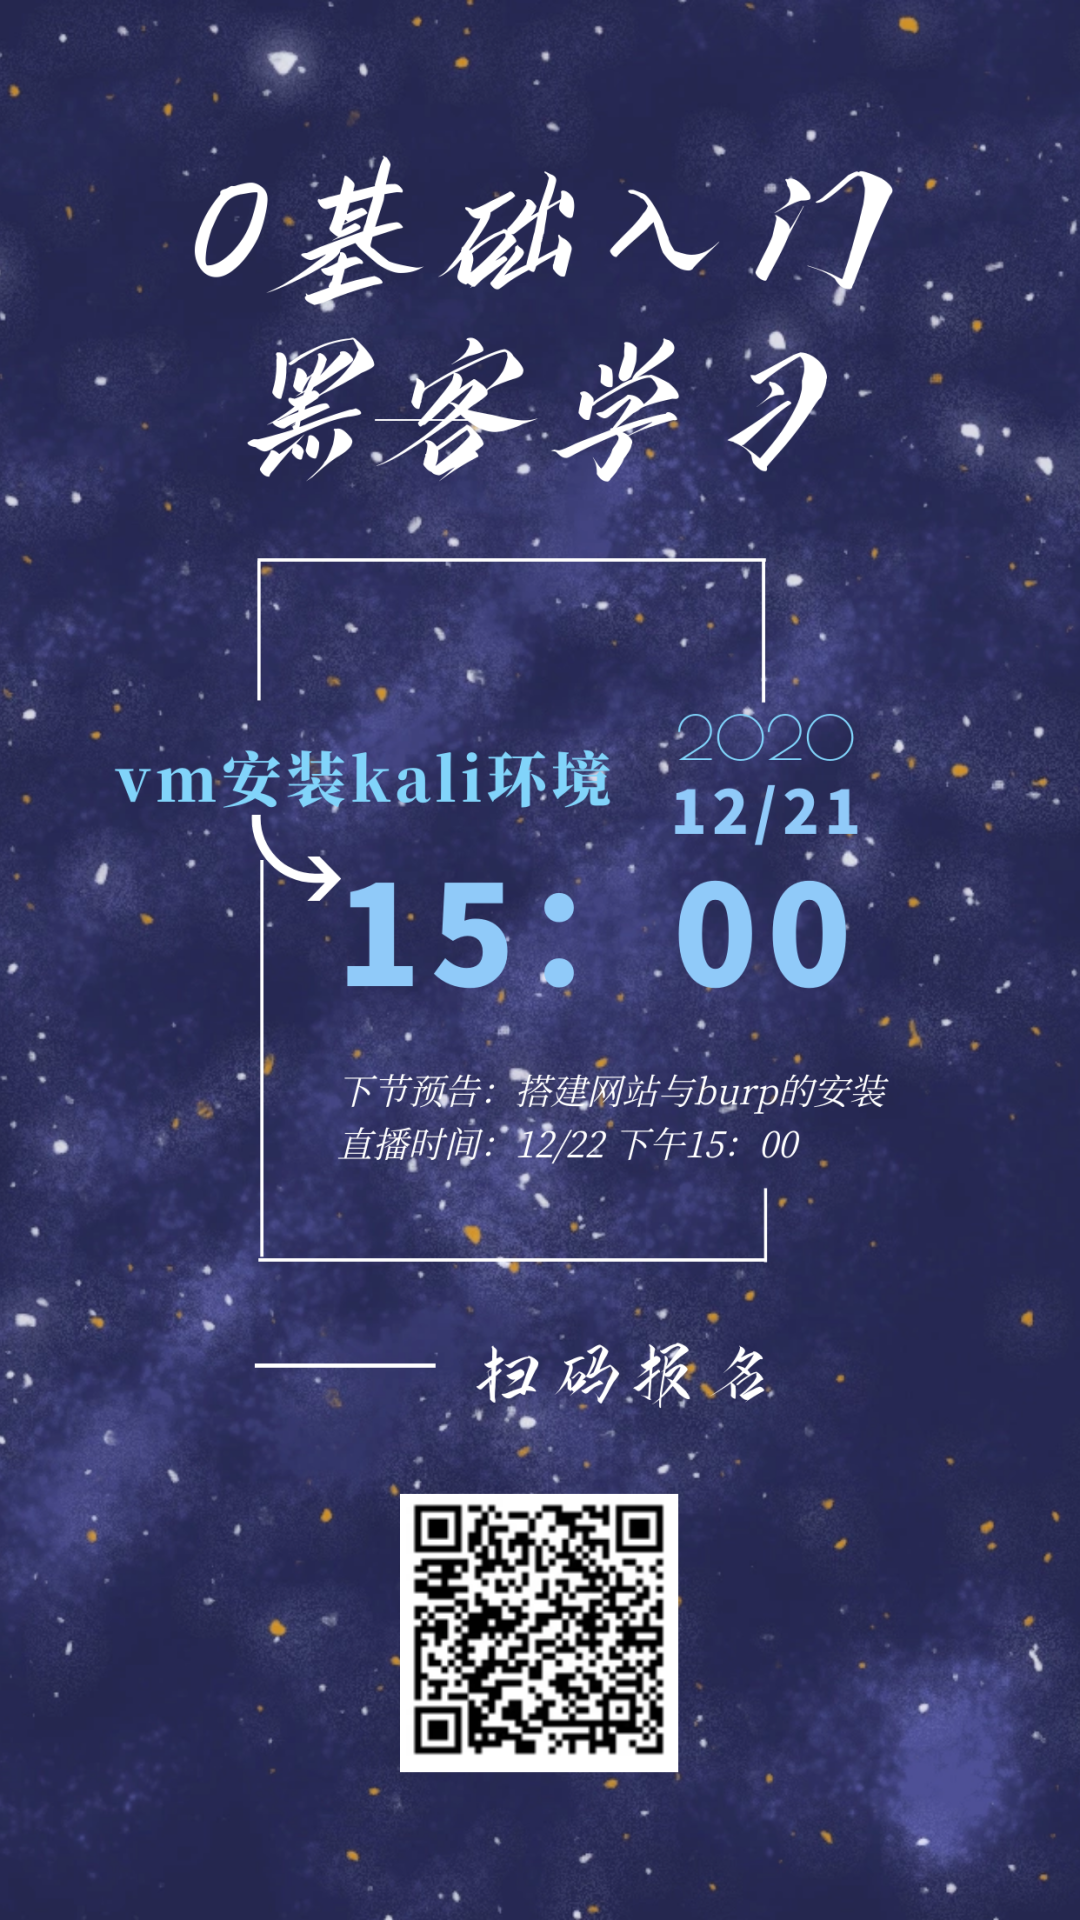 0基础入门
黑客学习
2020
vm安装kali环境
12/21
15：00
下节预告：搭建网站与burp的安装
直播时间：12/22 下午15：00
扫码报名